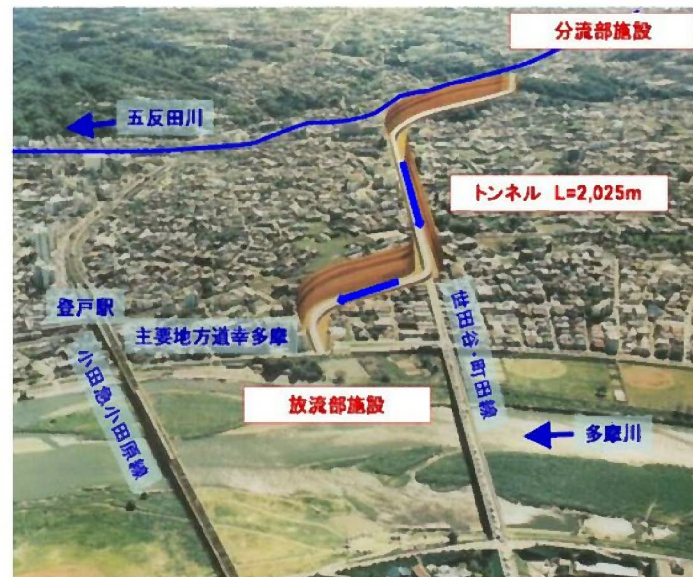 分流部施設
五反田川
トンネル L=2,025m
登戸駅
主要地方道幸多摩
世田谷・町田線
小田急小田原線
放流部施設
多摩川